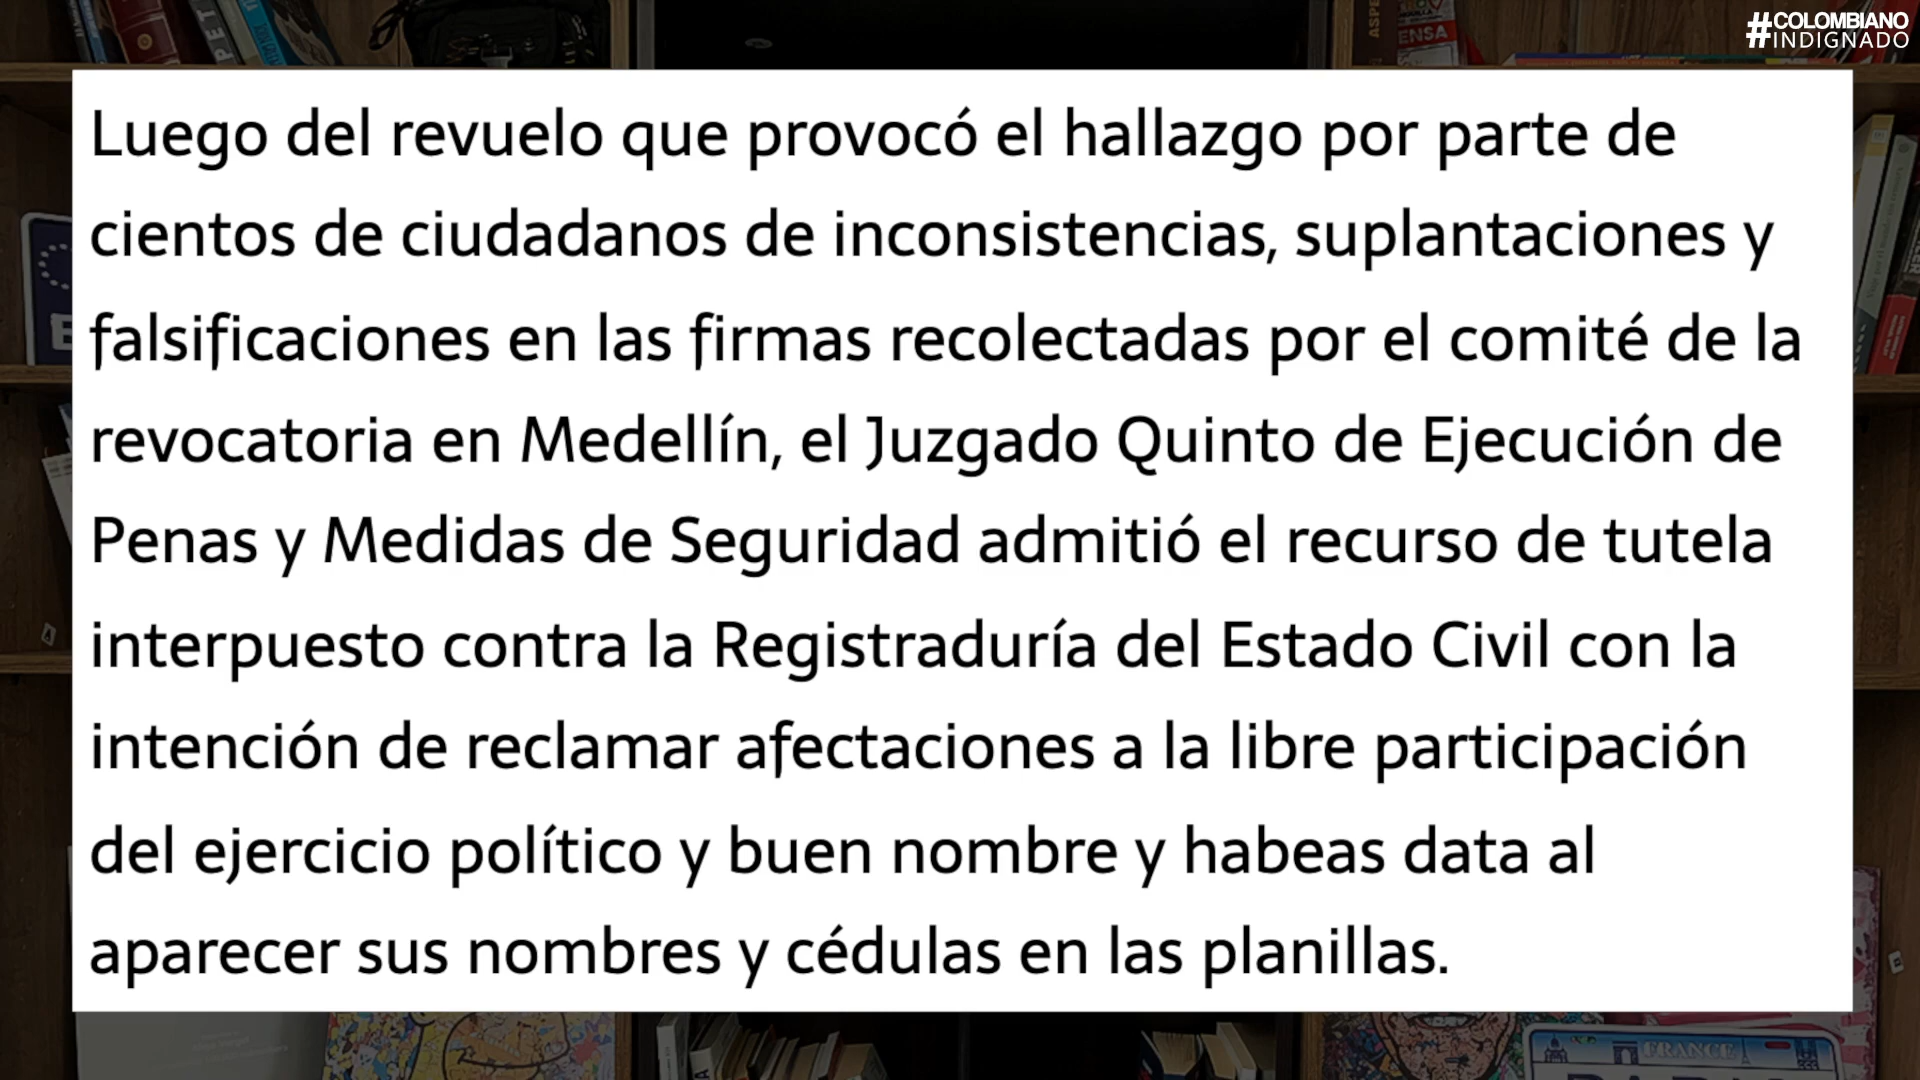 #COLOMBIANO
INDIGNADO
PET
ENSA
Luego del revuelo que provocó el hallazgo por parte de
cientos de ciudadanos de inconsistencias, suplantaciones y
falsificaciones en las firmas recolectadas por el comité de la
revocatoria en Medellín, el Juzgado Quinto de Ejecución de
Penas y Medidas de Seguridad admitió el recurso de tutela
interpuesto contra la Registraduría del Estado Civil con la
intención de reclamar afectaciones a la libre participación
del ejercicio político y buen nombre y habeas data al
aparecer sus nombres y cédulas en las planillas.
FRANCE